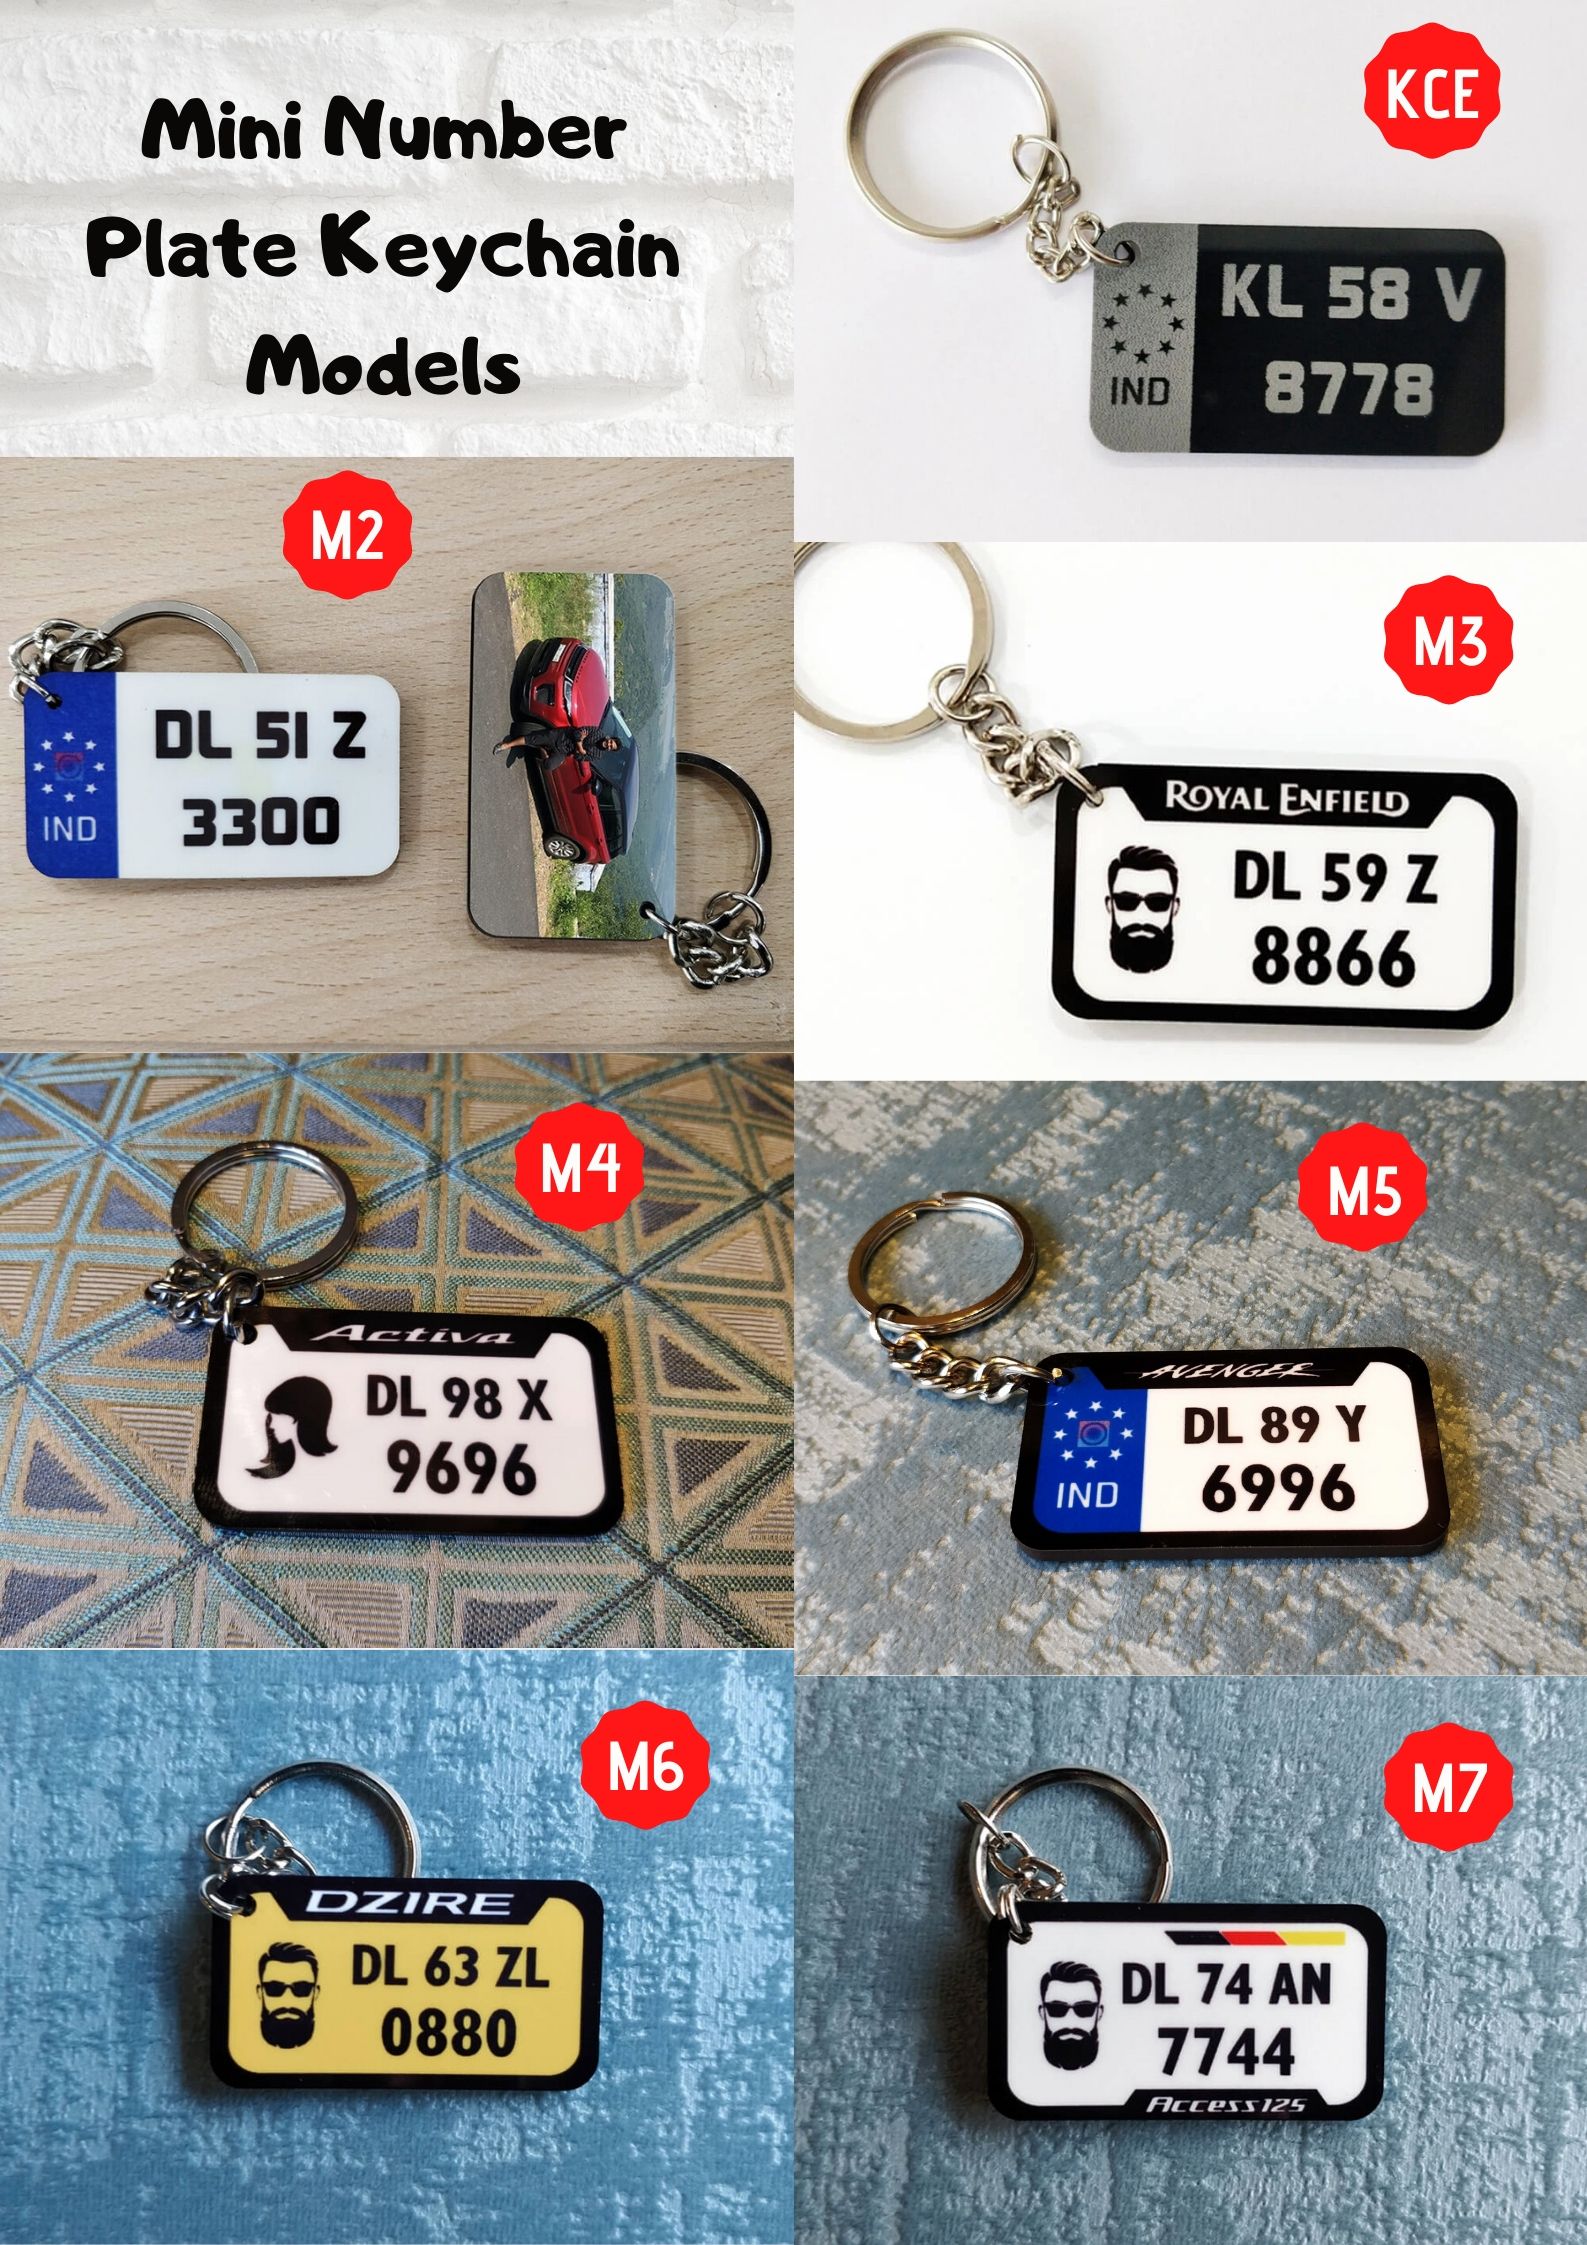 Mini Number
Plate Keychain
Models
KCE
KL 58 V
8778
IND
M2
DL 51 Z
3300
IND
M3
ROYAL ENFIELD
DL 59 Z
8866
M4
Activa
DL 98 X
9696
M5
AVENGER
DL 89 Y
6996
IND
M6
DZIRE
DL 63 ZL
0880
M7
DL 74 AN
7744
Access 125